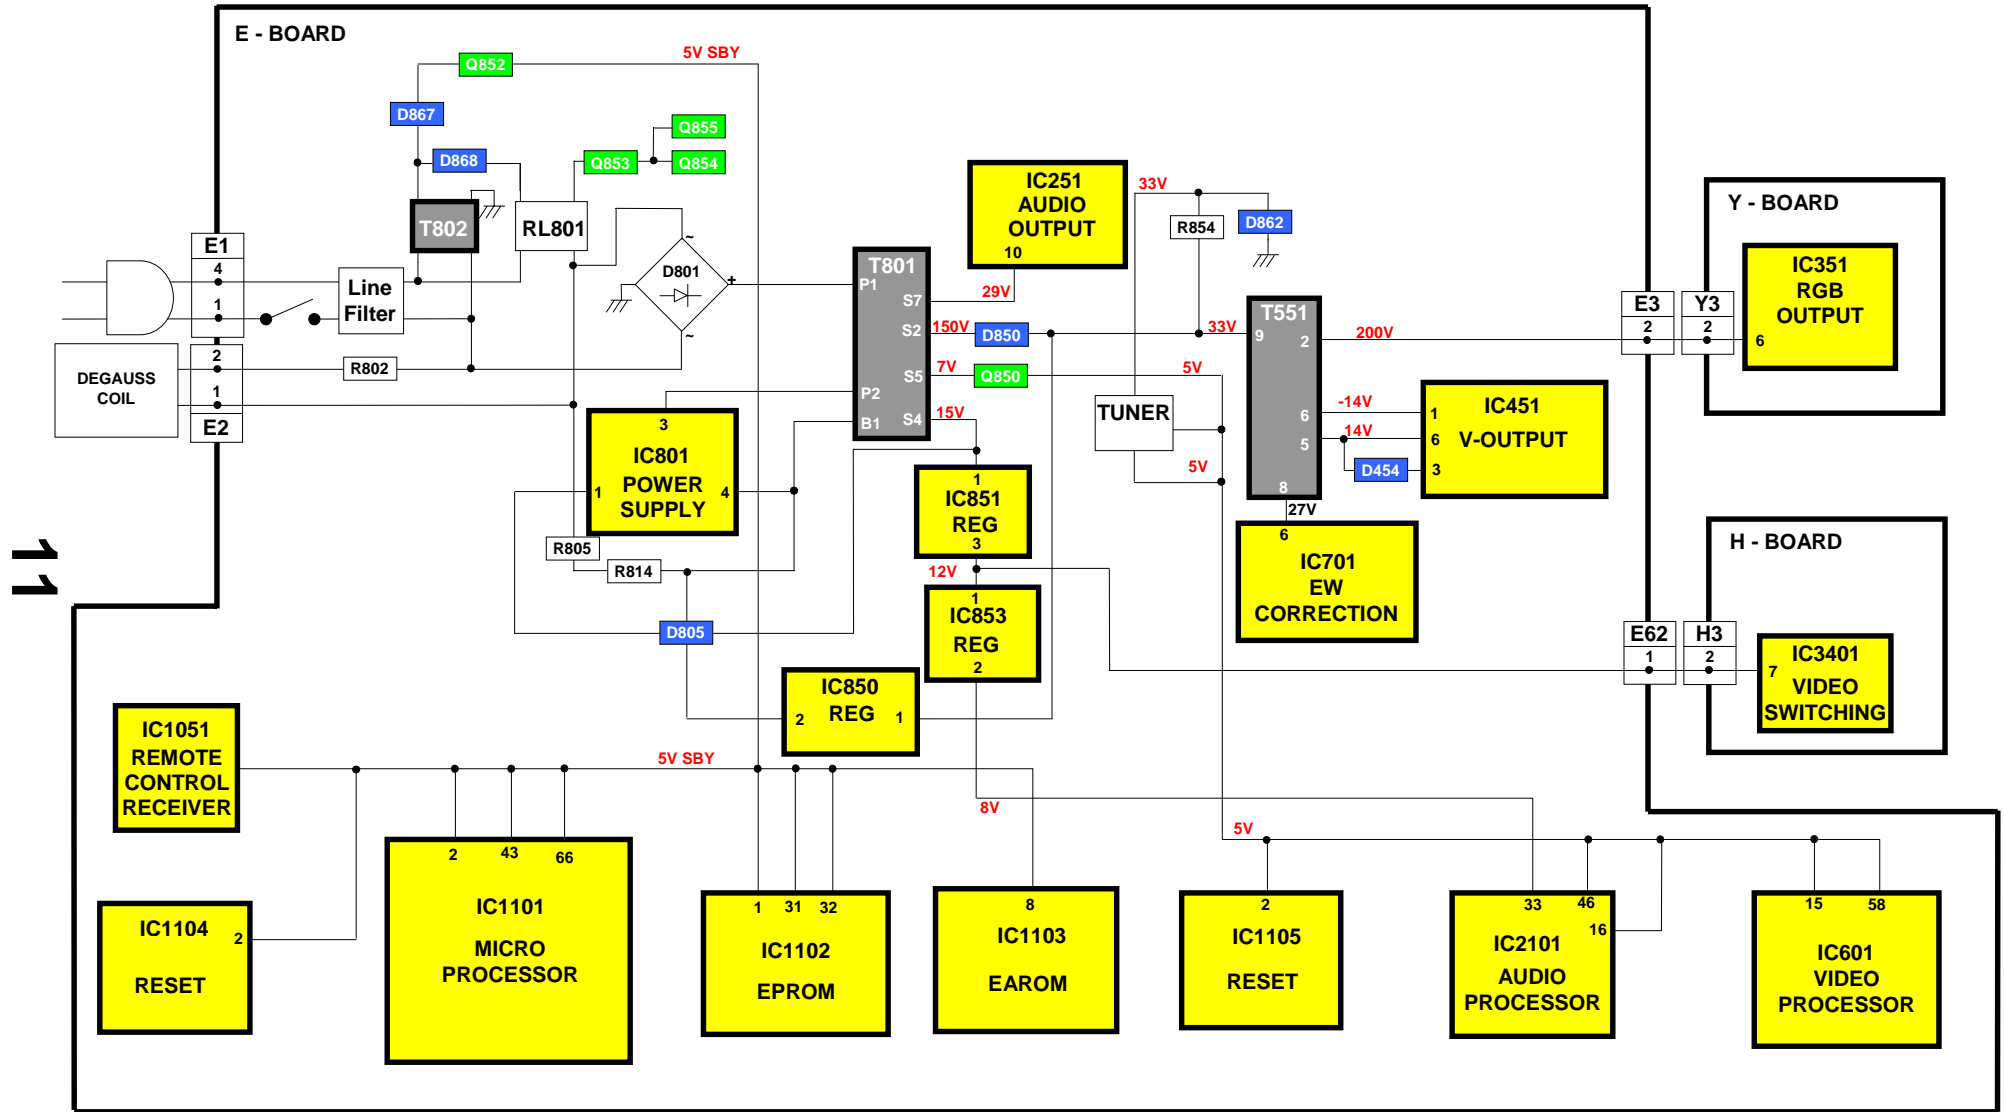 E - BOARD
5V SBY
Q852
D867
Q855
D868
Q853
Q854
T802
RL801
E1
4
1
Line
Filter
D801
~
+
~
2
1
E2
DEGAUSS
COIL
R802
T801
P1
S7
S2
S5
P2
B1
S4
29V
150V
D850
7V
Q850
15V
IC251
AUDIO
OUTPUT
10
33V
R854
D862
33V
5V
TUNER
5V
T551
9
2
6
5
8
200V
-14V
14V
D454
27V
IC451
V-OUTPUT
1
6
3
6
IC701
EW
CORRECTION
E3
2
Y3
2
Y - BOARD
IC351
RGB
OUTPUT
6
H - BOARD
E62
1
H3
2
IC3401
VIDEO
SWITCHING
7
3
IC801
POWER
SUPPLY
1
4
R805
R814
D805
1
IC851
REG
3
12V
1
IC853
REG
2
IC850
REG
2
1
11
IC1051
REMOTE
CONTROL
RECEIVER
5V SBY
8V
5V
IC1104
RESET
2
2
43
66
IC1101
MICRO
PROCESSOR
1
31
32
IC1102
EPROM
8
IC1103
EAROM
2
IC1105
RESET
33
46
16
IC2101
AUDIO
PROCESSOR
15
58
IC601
VIDEO
PROCESSOR